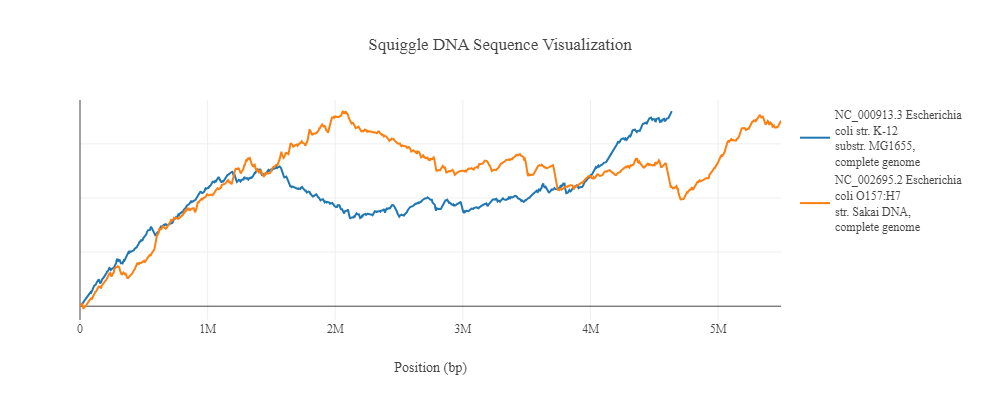 Squiggle DNA Sequence Visualization
NC_000913.3 Escherichia
coli str. K-12
substr. MG1655,
complete genome
NC_002695.2 Escherichia
coli O157:H7
str. Sakai DNA,
complete genome
0 1M 2M 3M 4M 5M
Position (bp)